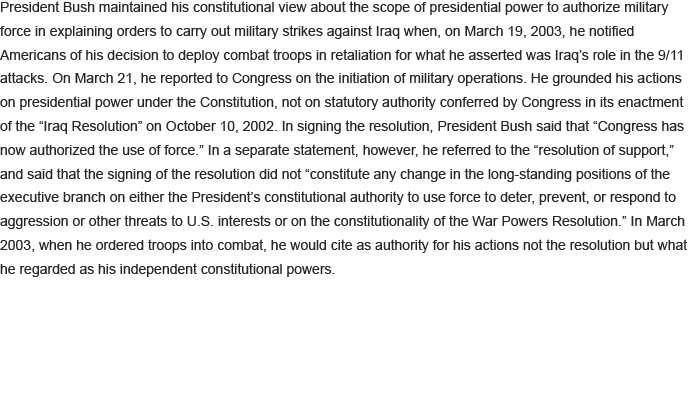 President Bush maintained his constitutional view about the scope of presidential power to authorize military
force in explaining orders to carry out military strikes against Iraq when, on March 19, 2003, he notified
Americans of his decision to deploy combat troops in retaliation for what he asserted was Iraq’s role in the 9/11
attacks. On March 21, he reported to Congress on the initiation of military operations. He grounded his actions
on presidential power under the Constitution, not on statutory authority conferred by Congress in its enactment
of the “Iraq Resolution” on October 10, 2002. In signing the resolution, President Bush said that “Congress has
now authorized the use of force.” In a separate statement, however, he referred to the “resolution of support,”
and said that the signing of the resolution did not “constitute any change in the long-standing positions of the
executive branch on either the President’s constitutional authority to use force to deter, prevent, or respond to
aggression or other threats to U.S. interests or on the constitutionality of the War Powers Resolution.” In March
2003, when he ordered troops into combat, he would cite as authority for his actions not the resolution but what
he regarded as his independent constitutional powers.